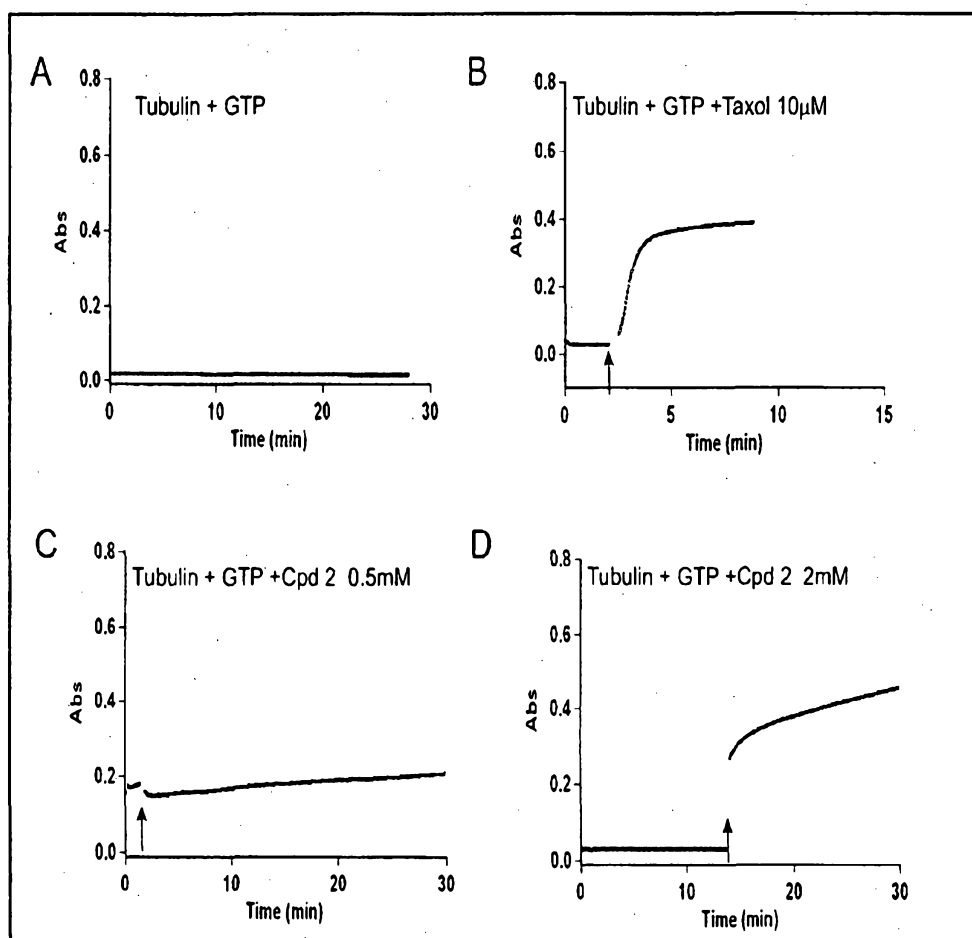 A
Tubulin + GTP
0.8
0.6
0.4
0.2
0.0
Abs
0 10 20 30
Time (min)
B
Tubulin + GTP +Taxol 10μM
0.8
0.6
0.4
0.2
0.0
Abs
0 5 10 15
Time (min)
C
Tubulin + GTP +Cpd 2 0.5mM
0.8
0.6
0.4
0.2
0.0
Abs
0 10 20 30
Time (min)
D
Tubulin + GTP +Cpd 2 2mM
0.8
0.6
0.4
0.2
0.0
Abs
0 10 20 30
Time (min)